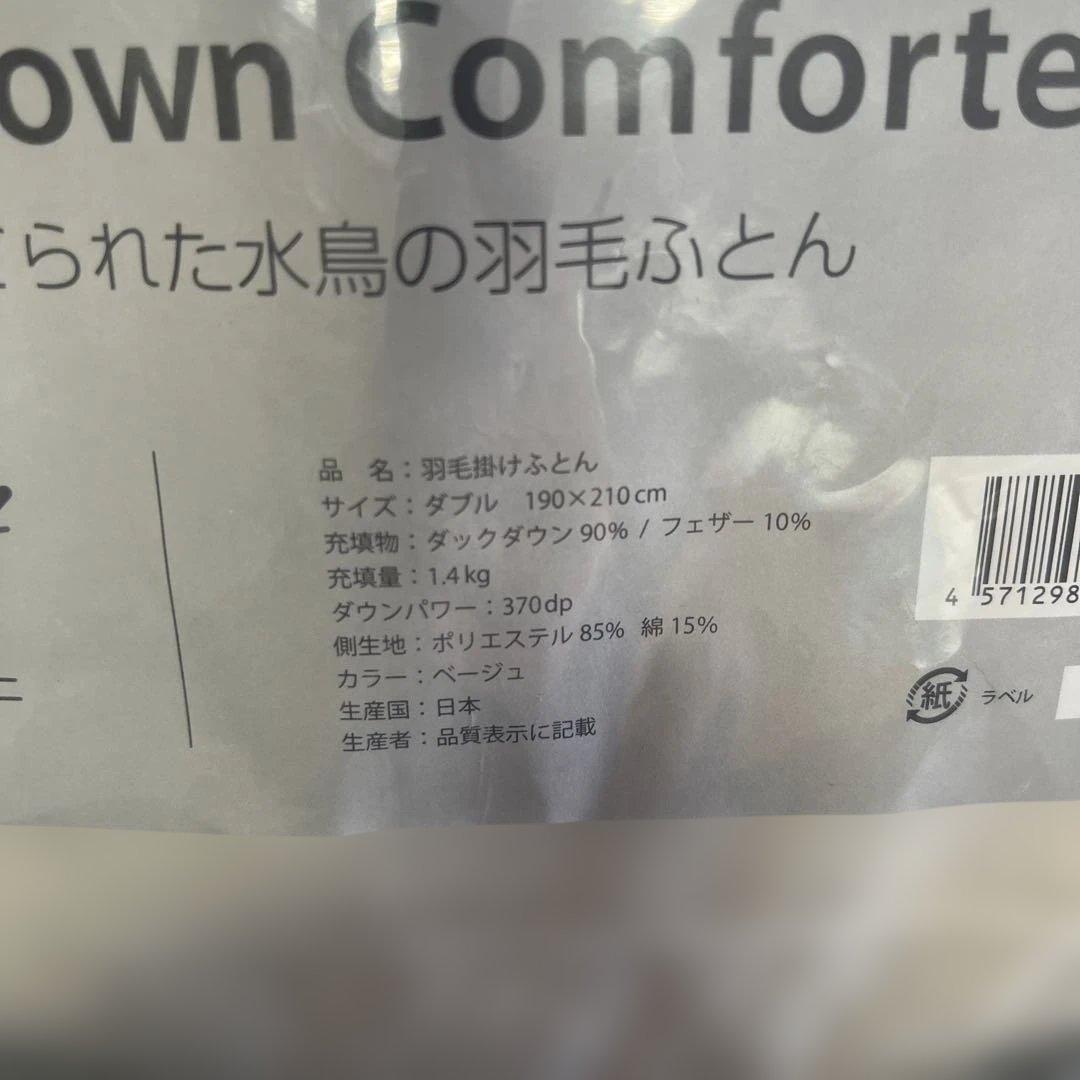 own Comforte
られた水鳥の羽毛ふとん
品　名：羽毛掛けふとん
サイズ：ダブル　190×210cm
充填物：ダックダウン 90% / フェザー 10%
充填量：1.4kg
ダウンパワー：370dp
側生地：ポリエステル 85%　綿 15%
カラー：ベージュ
生産国：日本
生産者：品質表示に記載
4 571298
紙 ラベル